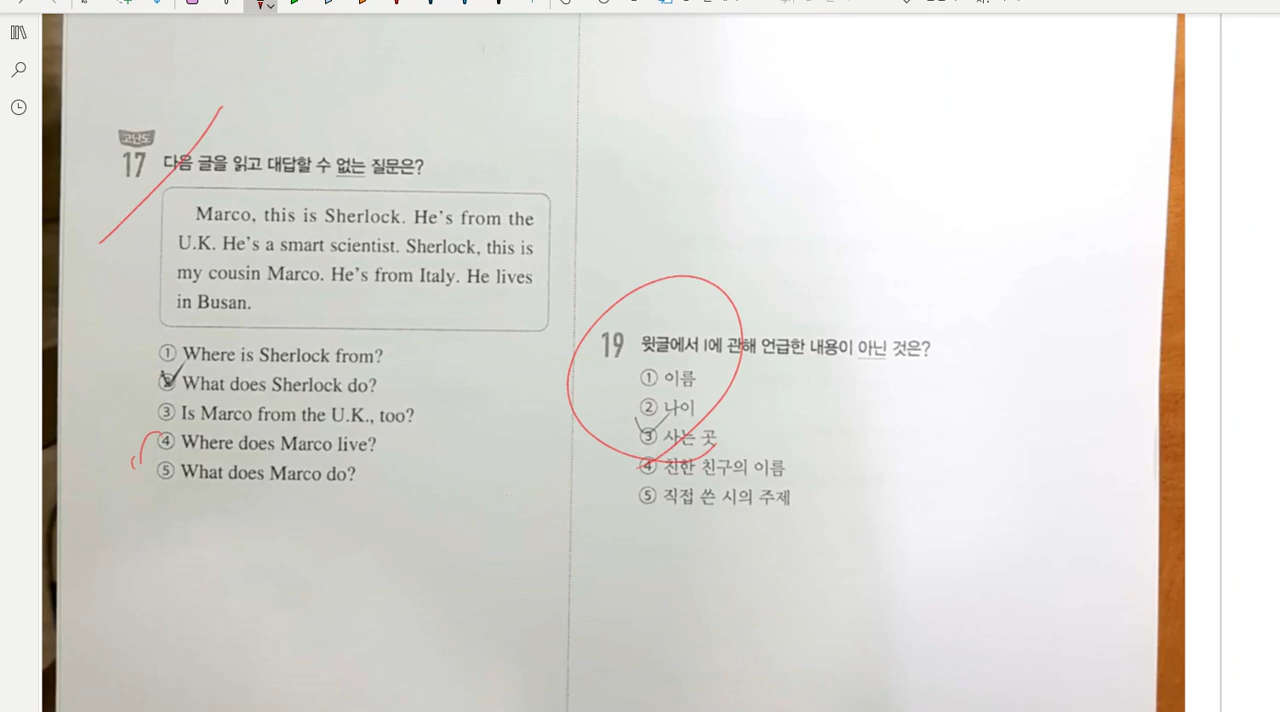 고난도
17 다음 글을 읽고 대답할 수 없는 질문은?
Marco, this is Sherlock. He's from the
U.K. He's a smart scientist. Sherlock, this is
my cousin Marco. He's from Italy. He lives
in Busan.
① Where is Sherlock from?
② What does Sherlock do?
③ Is Marco from the U.K., too?
④ Where does Marco live?
⑤ What does Marco do?
19 윗글에서 I에 관해 언급한 내용이 아닌 것은?
① 이름
② 나이
③ 사는 곳
④ 친한 친구의 이름
⑤ 직접 쓴 시의 주제